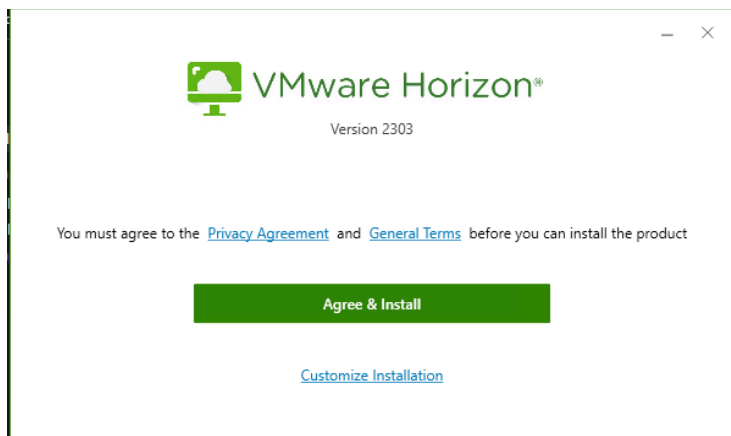 VMware Horizon®
Version 2303
You must agree to the Privacy Agreement and General Terms before you can install the product
Agree & Install
Customize Installation